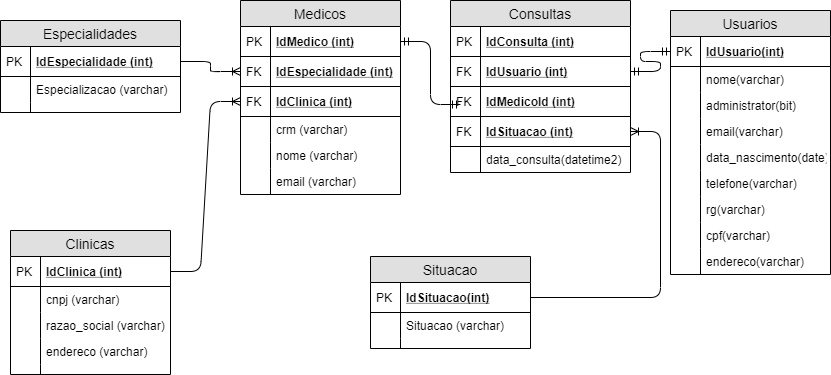 Especialidades
PK IdEspecialidade (int)
Especializacao (varchar)
Medicos
PK IdMedico (int)
FK IdEspecialidade (int)
FK IdClinica (int)
crm (varchar)
nome (varchar)
email (varchar)
Consultas
PK IdConsulta (int)
FK IdUsuario (int)
FK IdMedicoId (int)
FK IdSituacao (int)
data_consulta(datetime2)
Usuarios
PK IdUsuario(int)
nome(varchar)
administrator(bit)
email(varchar)
data_nascimento(date)
telefone(varchar)
rg(varchar)
cpf(varchar)
endereco(varchar)
Clinicas
PK IdClinica (int)
cnpj (varchar)
razao_social (varchar)
endereco (varchar)
Situacao
PK IdSituacao(int)
Situacao (varchar)